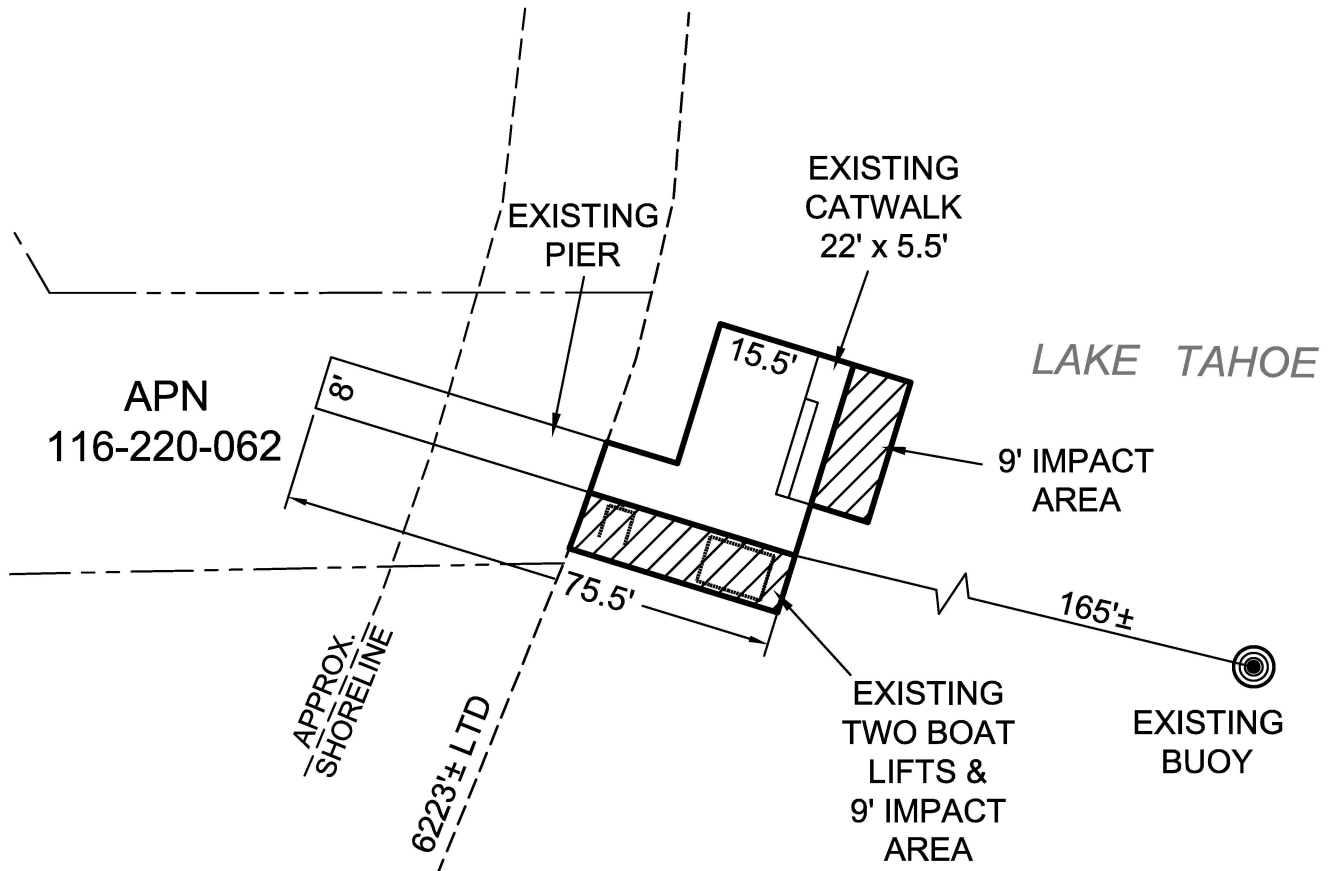 EXISTING
CATWALK
22' x 5.5'
EXISTING
PIER
15.5'
LAKE TAHOE
8'
APN
116-220-062
9' IMPACT
AREA
75.5'
165'±
APPROX.
SHORELINE
6223'± LTD
EXISTING
TWO BOAT
LIFTS &
9' IMPACT
AREA
EXISTING
BUOY